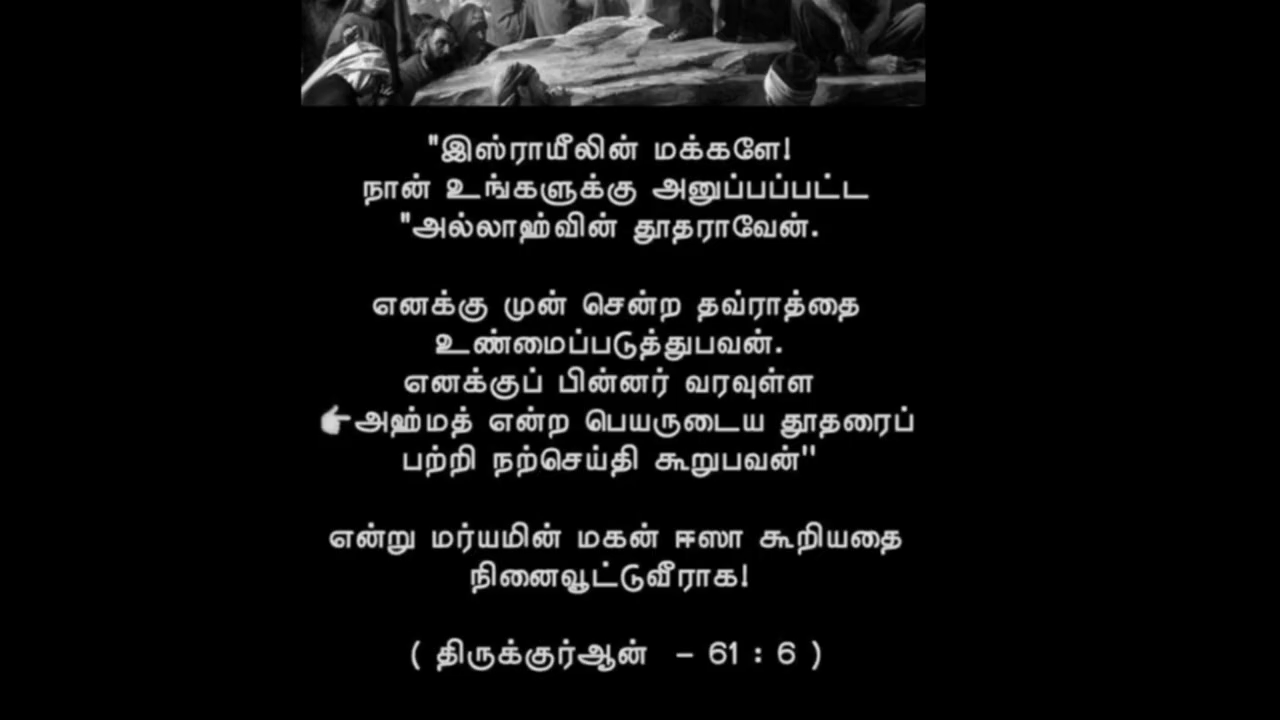 "இஸ்ராயீலின் மக்களே!
நான் உங்களுக்கு அனுப்பப்பட்ட
"அல்லாஹ்வின் தூதராவேன்.
எனக்கு முன் சென்ற தவ்ராத்தை
உண்மைப்படுத்துபவன்.
எனக்குப் பின்னர் வரவுள்ள
👉அஹ்மத் என்ற பெயருடைய தூதரைப்
பற்றி நற்செய்தி கூறுபவன்''
என்று மர்யமின் மகன் ஈஸா கூறியதை
நினைவூட்டுவீராக!
( திருக்குர்ஆன் – 61 : 6 )